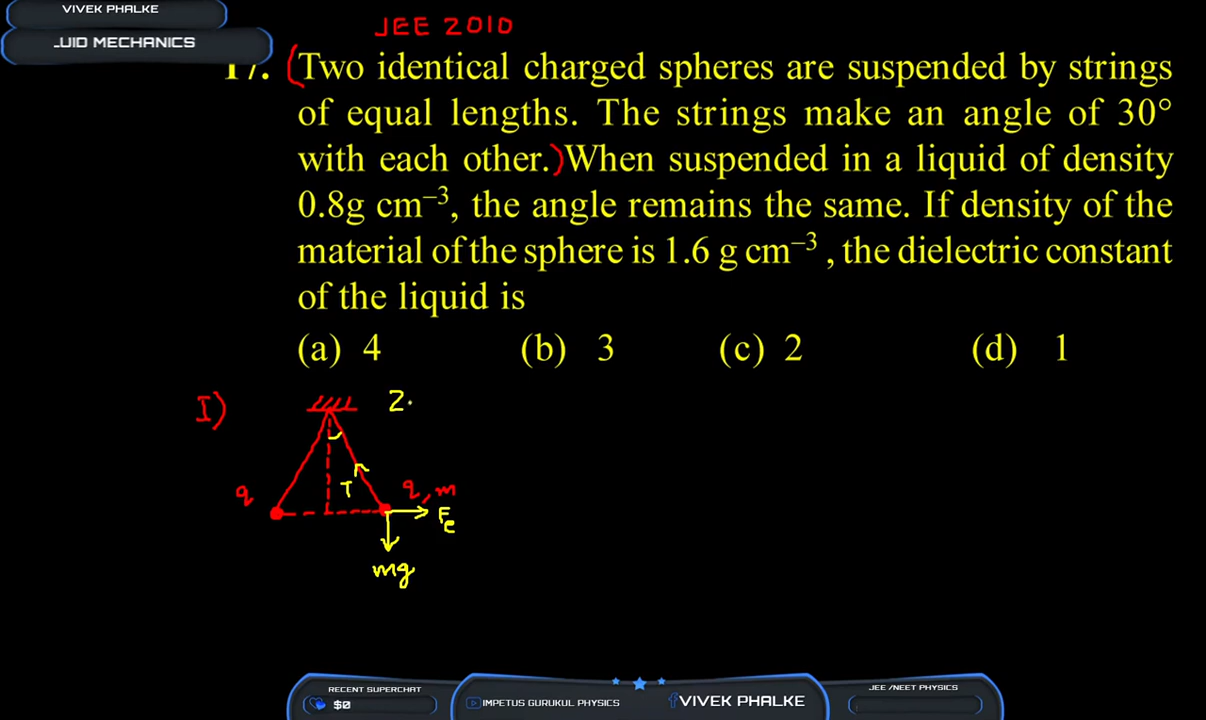 VIVEK PHALKE
LUID MECHANICS
JEE 2010
17. (Two identical charged spheres are suspended by strings
of equal lengths. The strings make an angle of 30°
with each other.) When suspended in a liquid of density
0.8g cm⁻³, the angle remains the same. If density of the
material of the sphere is 1.6 g cm⁻³ , the dielectric constant
of the liquid is
(a) 4 (b) 3 (c) 2 (d) 1
I) 2.
q T q, m
Fe
mg
RECENT SUPERCHAT
$0
IMPETUS GURUKUL PHYSICS
VIVEK PHALKE
JEE /NEET PHYSICS